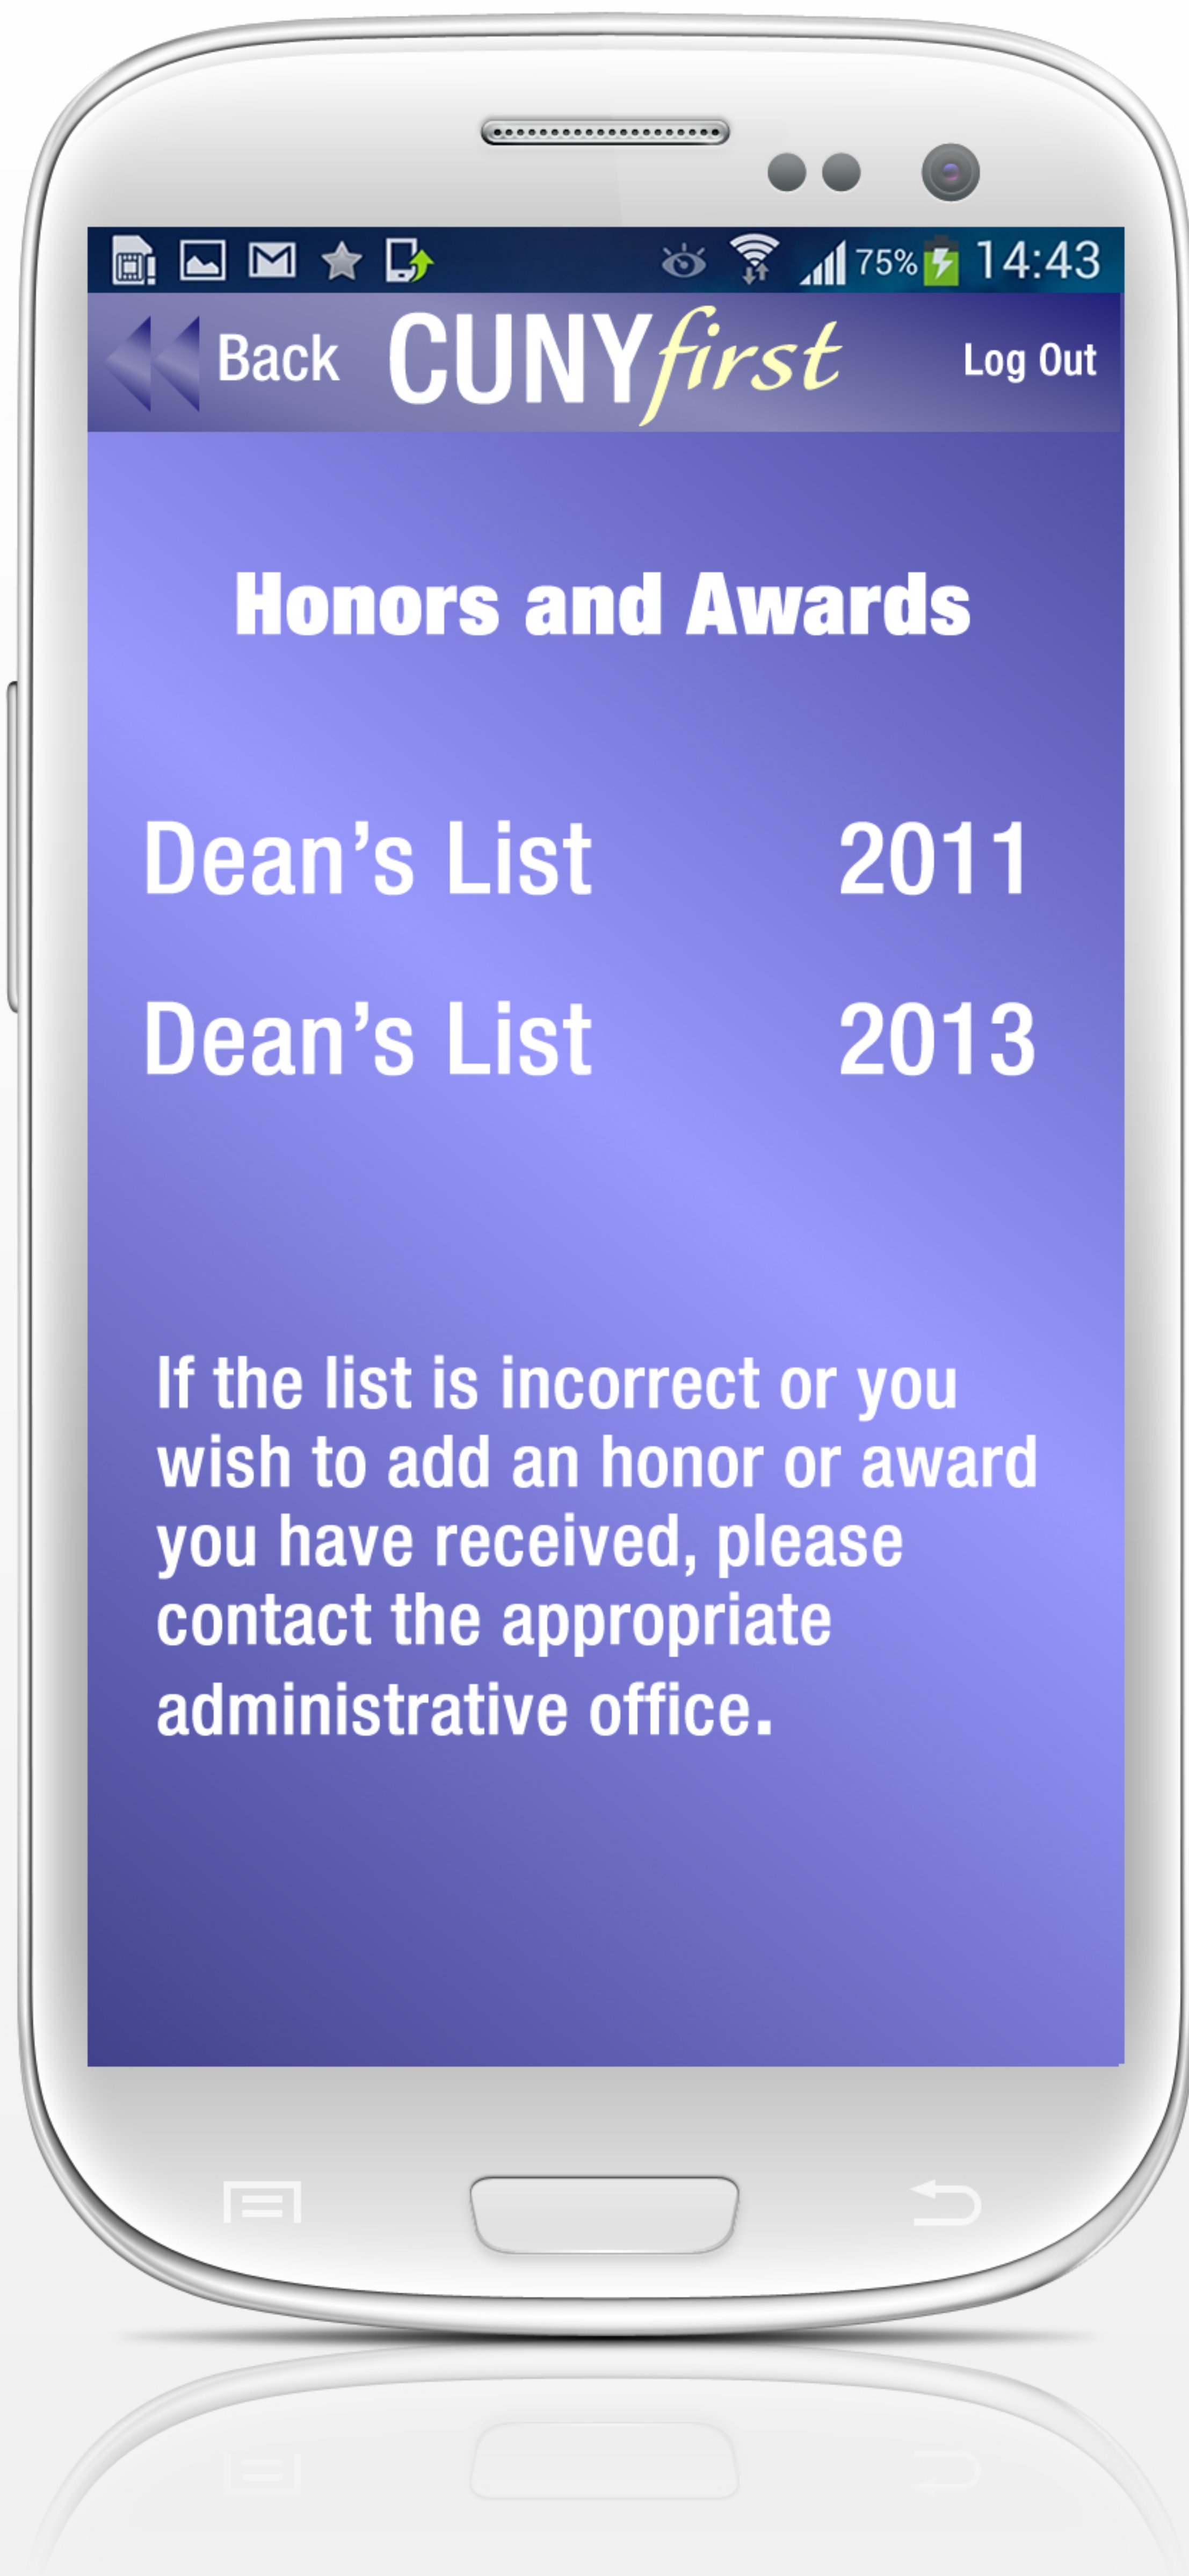 75% 14:43
Back CUNYfirst Log Out
Honors and Awards
Dean’s List 2011
Dean’s List 2013
If the list is incorrect or you
wish to add an honor or award
you have received, please
contact the appropriate
administrative office.